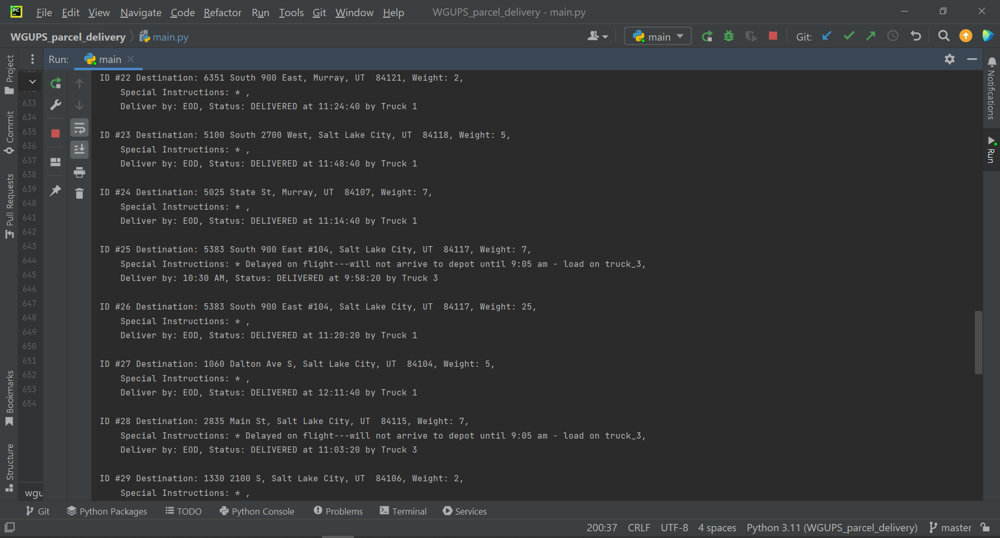 PC File Edit View Navigate Code Refactor Run Tools Git Window Help WGUPS_parcel_delivery - main.py
WGUPS_parcel_delivery main.py main Git:
Run: main
Project
Commit
Pull Requests
Bookmarks
Structure
633
634
635
636
637
638
639
640
641
642
643
644
645
646
647
648
649
650
651
652
653
654
wgu
ID #22 Destination: 6351 South 900 East, Murray, UT  84121, Weight: 2,
Special Instructions: * ,
Deliver by: EOD, Status: DELIVERED at 11:24:40 by Truck 1
ID #23 Destination: 5100 South 2700 West, Salt Lake City, UT  84118, Weight: 5,
Special Instructions: * ,
Deliver by: EOD, Status: DELIVERED at 11:48:40 by Truck 1
ID #24 Destination: 5025 State St, Murray, UT  84107, Weight: 7,
Special Instructions: * ,
Deliver by: EOD, Status: DELIVERED at 11:14:40 by Truck 1
ID #25 Destination: 5383 South 900 East #104, Salt Lake City, UT  84117, Weight: 7,
Special Instructions: * Delayed on flight---will not arrive to depot until 9:05 am - load on truck_3,
Deliver by: 10:30 AM, Status: DELIVERED at 9:58:20 by Truck 3
ID #26 Destination: 5383 South 900 East #104, Salt Lake City, UT  84117, Weight: 25,
Special Instructions: * ,
Deliver by: EOD, Status: DELIVERED at 11:20:20 by Truck 1
ID #27 Destination: 1060 Dalton Ave S, Salt Lake City, UT  84104, Weight: 5,
Special Instructions: * ,
Deliver by: EOD, Status: DELIVERED at 12:11:40 by Truck 1
ID #28 Destination: 2835 Main St, Salt Lake City, UT  84115, Weight: 7,
Special Instructions: * Delayed on flight---will not arrive to depot until 9:05 am - load on truck_3,
Deliver by: EOD, Status: DELIVERED at 11:03:20 by Truck 3
ID #29 Destination: 1330 2100 S, Salt Lake City, UT  84106, Weight: 2,
Special Instructions: * ,
Notifications
Run
Git Python Packages TODO Python Console Problems Terminal Services
200:37 CRLF UTF-8 4 spaces Python 3.11 (WGUPS_parcel_delivery) master